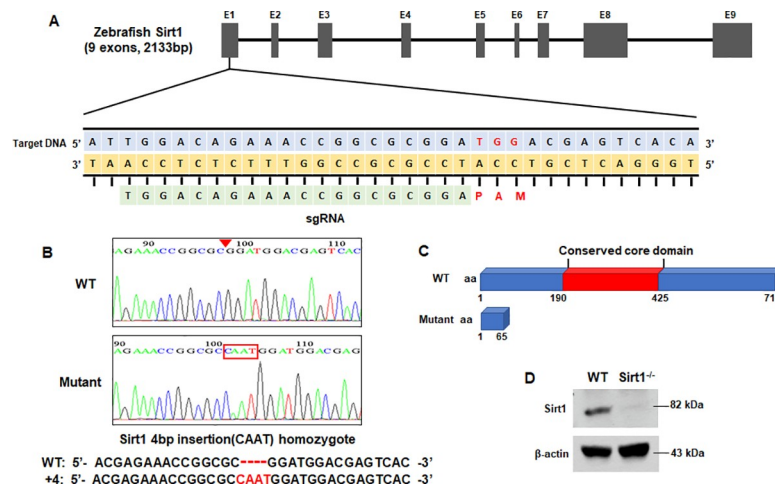 A
Zebrafish Sirt1
(9 exons, 2133bp)
E1 E2 E3 E4 E5 E6 E7 E8 E9
Target DNA 5' A T T G G A C A G A A A C C G G C G C G G A T G G A C G A G T C A C A 3'
3' T A A C C T C T C T T T G G C C G C G C C T A C C T G C T C A G G G T 5'
T G G A C A G A A A C C G G C G C G G A P A M
sgRNA
B
90 100 110
AGAAACCGGCGCGGATGGACGAGTCAC
WT
90 100 110
AGAAACCGGCGCCAATGGATGGACGAG
Mutant
Sirt1 4bp insertion(CAAT) homozygote
WT: 5'- ACGAGAAACCGGCGC----GGATGGACGAGTCAC -3'
+4: 5'- ACGAGAAACCGGCGCCAATGGATGGACGAGTCAC -3'
C
Conserved core domain
WT aa
1 190 425 71
Mutant aa
1 65
D
WT Sirt1-/-
Sirt1 82 kDa
β-actin 43 kDa